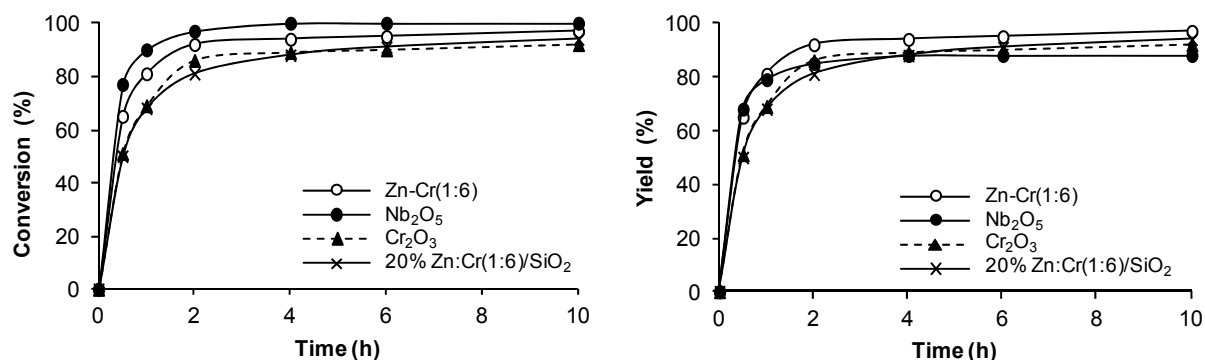 Conversion (%)
100
80
60
40
20
0
Zn-Cr(1:6)
Nb₂O₅
Cr₂O₃
20% Zn:Cr(1:6)/SiO₂
0 2 4 6 8 10
Time (h)
Yield (%)
100
80
60
40
20
0
Zn-Cr(1:6)
Nb₂O₅
Cr₂O₃
20% Zn:Cr(1:6)/SiO₂
0 2 4 6 8 10
Time (h)